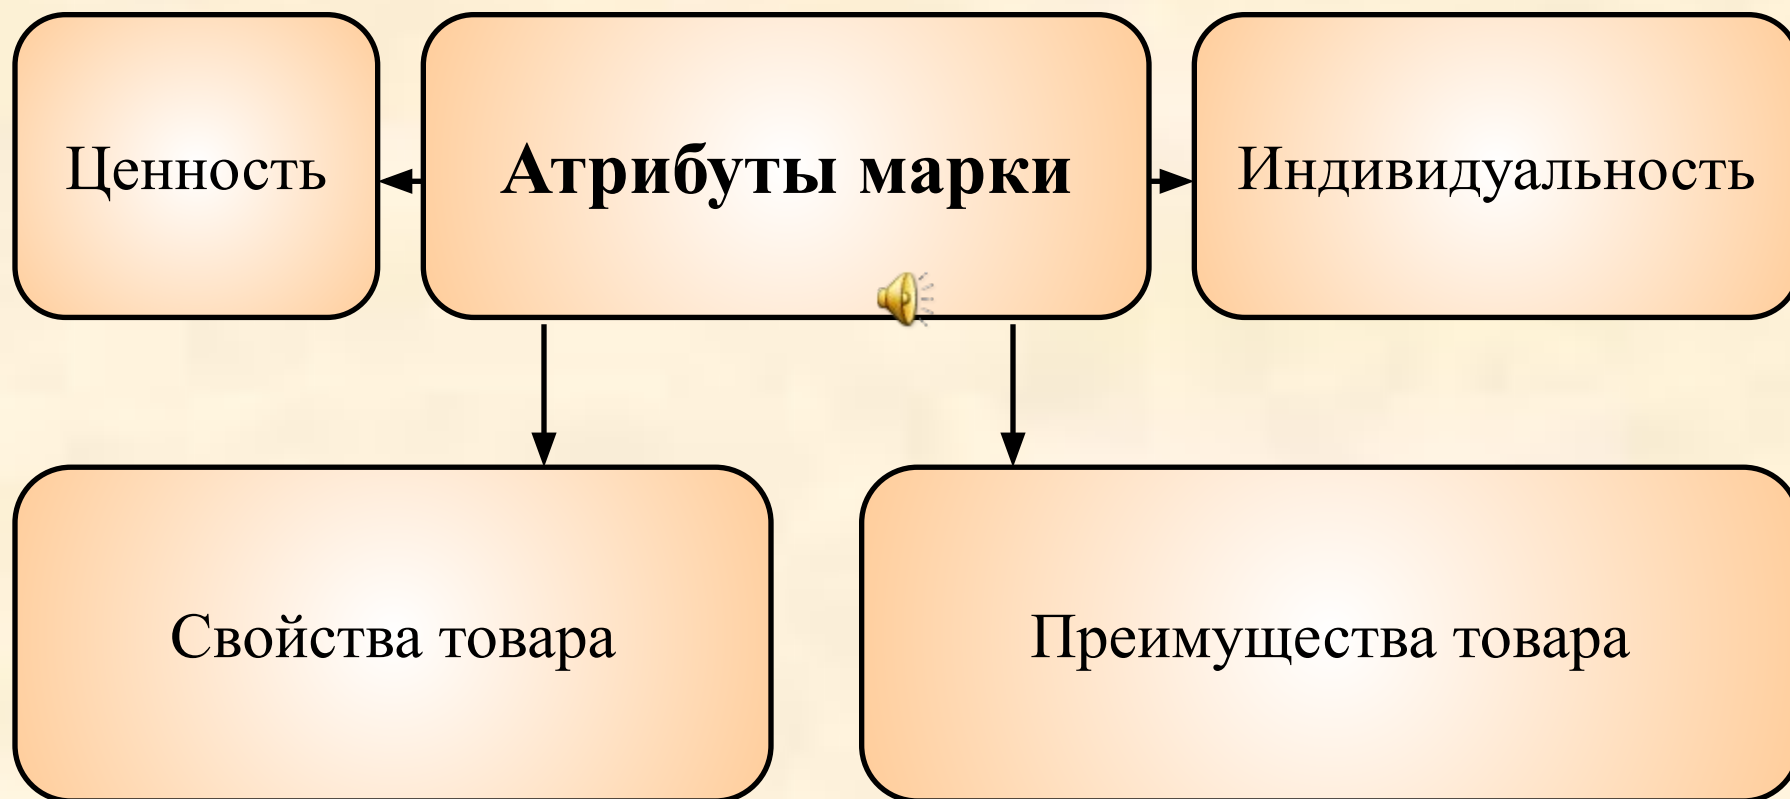 Ценность
Атрибуты марки
Индивидуальность
Свойства товара
Преимущества товара